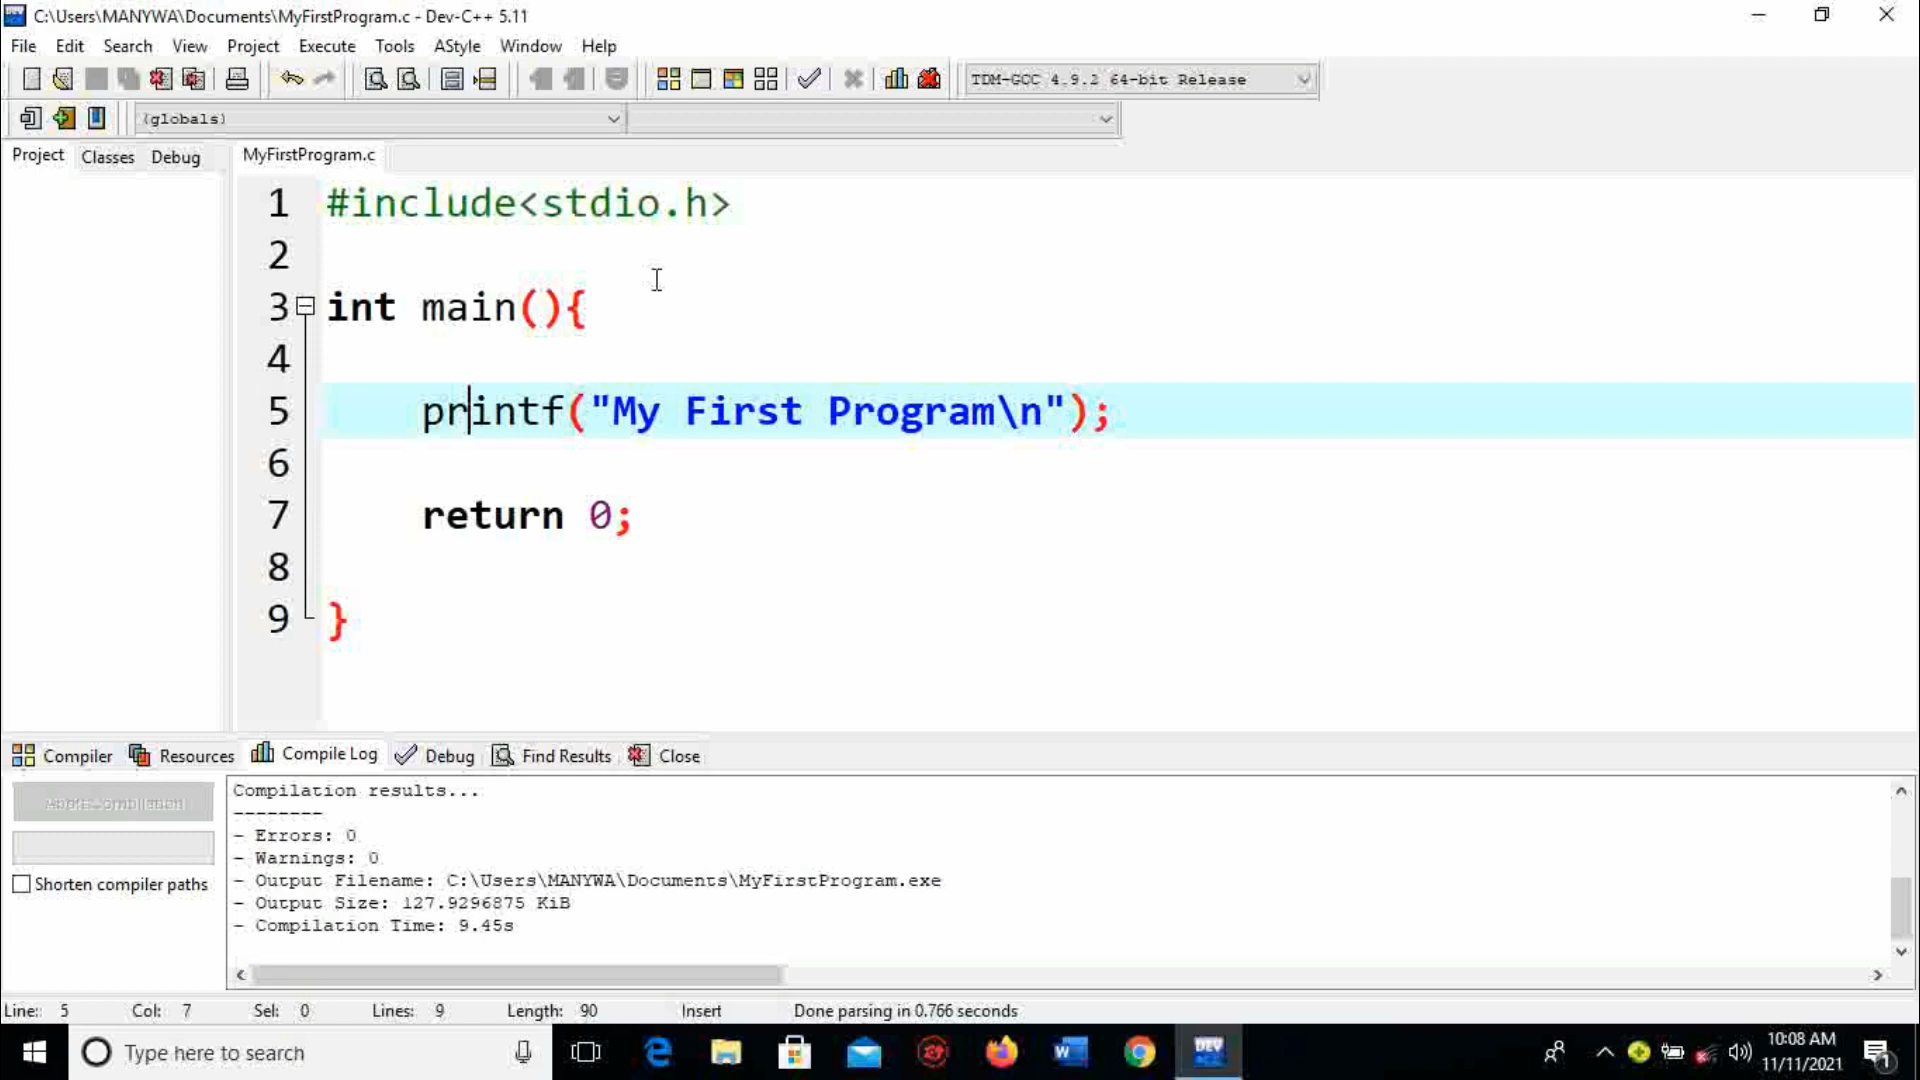 C:\Users\MANYWA\Documents\MyFirstProgram.c - Dev-C++ 5.11
File Edit Search View Project Execute Tools AStyle Window Help
TDM-GCC 4.9.2 64-bit Release
(globals)
Project Classes Debug MyFirstProgram.c
1 #include<stdio.h>
2
3 int main(){
4
5 printf("My First Program\n");
6
7 return 0;
8
9 }
Compiler Resources Compile Log Debug Find Results Close
Compilation results...
--------
- Errors: 0
- Warnings: 0
- Output Filename: C:\Users\MANYWA\Documents\MyFirstProgram.exe
- Output Size: 127.9296875 KiB
- Compilation Time: 9.45s
Shorten compiler paths
Line: 5 Col: 7 Sel: 0 Lines: 9 Length: 90 Insert Done parsing in 0.766 seconds
Type here to search
DEV
10:08 AM
11/11/2021
1